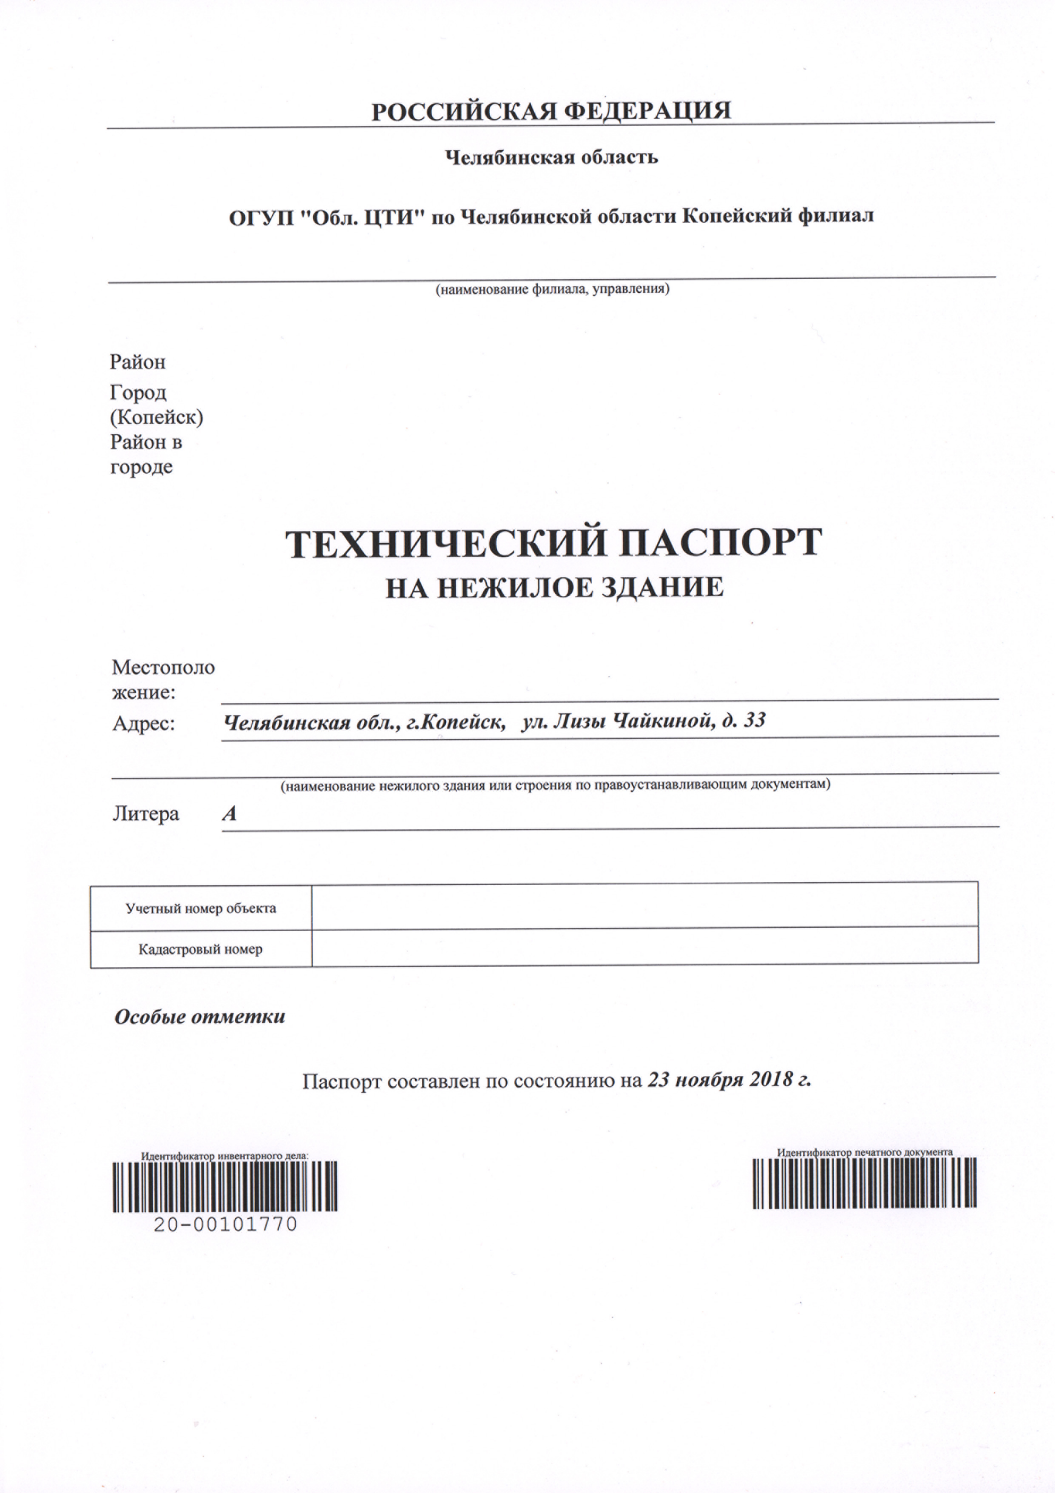 РОССИЙСКАЯ ФЕДЕРАЦИЯ
Челябинская область
ОГУП "Обл. ЦТИ" по Челябинской области Копейский филиал
(наименование филиала, управления)
Район
Город
(Копейск)
Район в
городе
ТЕХНИЧЕСКИЙ ПАСПОРТ
НА НЕЖИЛОЕ ЗДАНИЕ
Местополо
жение:
Адрес: Челябинская обл., г.Копейск, ул. Лизы Чайкиной, д. 33
(наименование нежилого здания или строения по правоустанавливающим документам)
Литера А
Учетный номер объекта
Кадастровый номер
Особые отметки
Паспорт составлен по состоянию на 23 ноября 2018 г.
Идентификатор инвентарного дела:
20-00101770
Идентификатор печатного документа